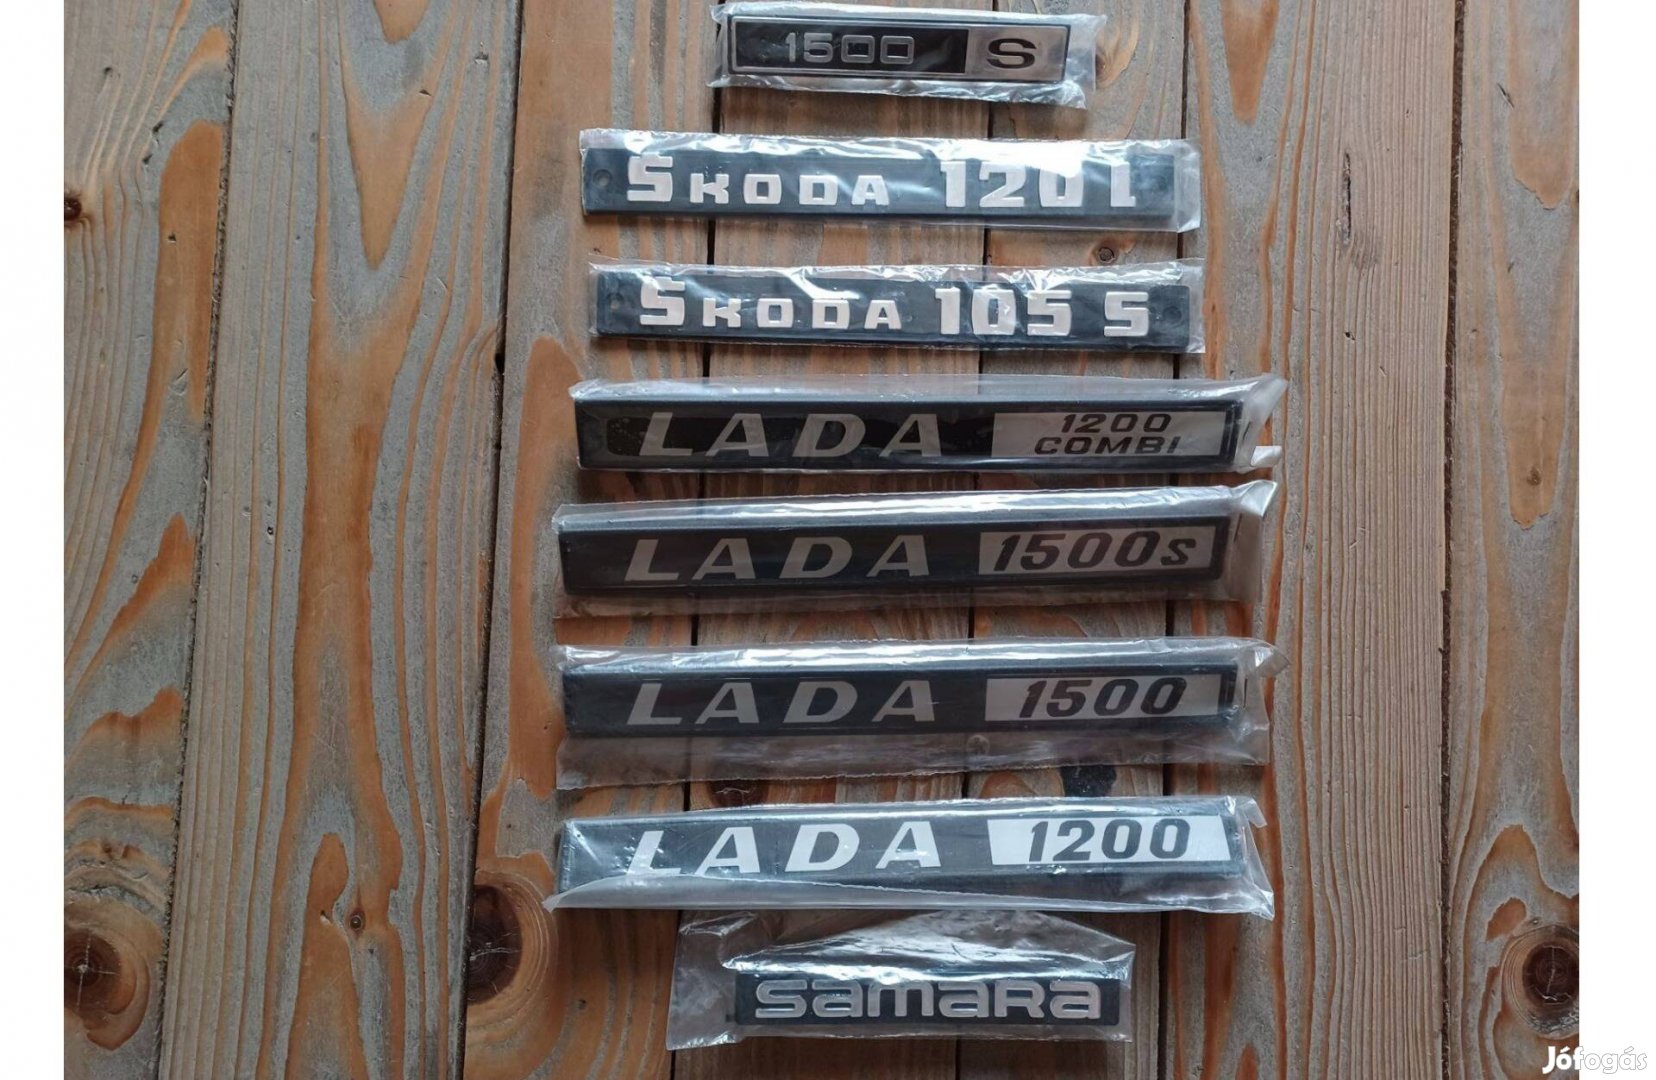 1500 S
ŠKODA 120 L
ŠKODA 105 S
LADA 1200 COMBI
LADA 1500s
LADA 1500
LADA 1200
samara
Jófogás